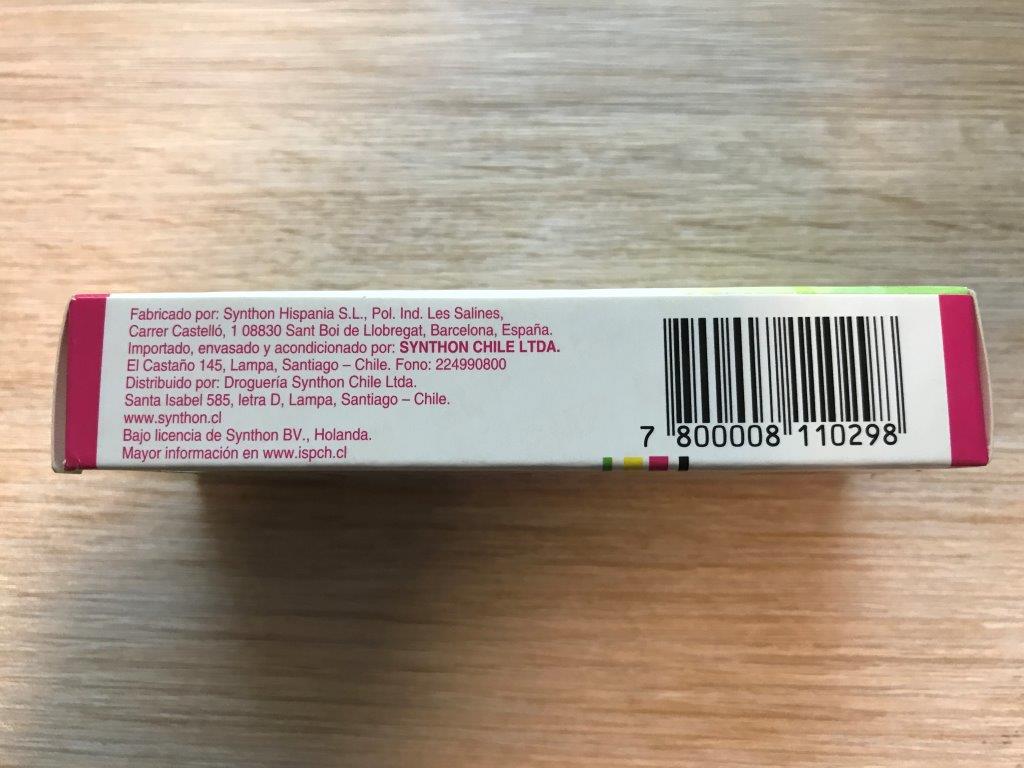 Fabricado por: Synthon Hispania S.L., Pol. Ind. Les Salines,
Carrer Castelló, 1 08830 Sant Boi de Llobregat, Barcelona, España.
Importado, envasado y acondicionado por: SYNTHON CHILE LTDA.
El Castaño 145, Lampa, Santiago – Chile. Fono: 224990800
Distribuido por: Droguería Synthon Chile Ltda.
Santa Isabel 585, letra D, Lampa, Santiago – Chile.
www.synthon.cl
Bajo licencia de Synthon BV., Holanda.
Mayor información en www.ispch.cl
7 800008 110298